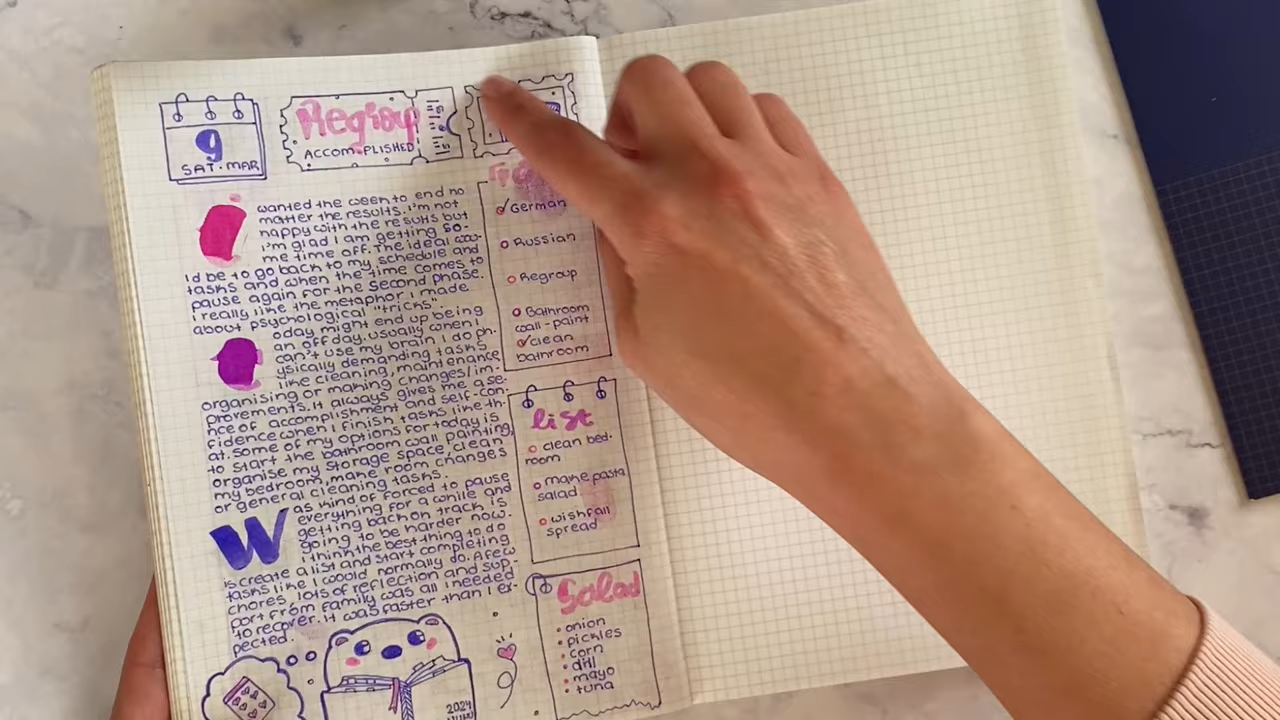 9
SAT•MAR
Regroup
ACCOMPLISHED
I wanted the ween to end no
matter the results. I'm not
happy with the results but
I'm glad I am getting so-
me time off. The ideal way
I'd be to go back to my schedule and
tasks and when the time comes to
pause again for the second phase.
I really like the metaphor I made
about psychological "tricks".
oday might end up being
an off day. usually when I
can't use my brain I do ph-
ysically demanding tasks
like cleaning, maintenance
organising or making changes/im-
provements. It always gives me a se-
nce of accomplishment and self-con-
fidence when I finish tasks like th-
at. some of my options for today is
to start the bathroom wall painting,
organise my storage space, clean
my bedroom, make room changes
or general cleaning tasks.
Was kind of forced to pause
everything for a while and
getting back on track is
going to be harder now.
I think the best thing to do
is create a list and start completing
tasks like I would normally do. A few
chores, lots of reflection and sup-
port from family was all I needed
to recover. It was faster than I ex-
pected.
German
Russian
Regroup
Bathroom
wall-paint
clean
bathroom
list
clean bed-
room
make pasta
salad
wishfall
spread
Salad
• onion
• pickles
• corn
• dill
• mayo
• tuna
2024